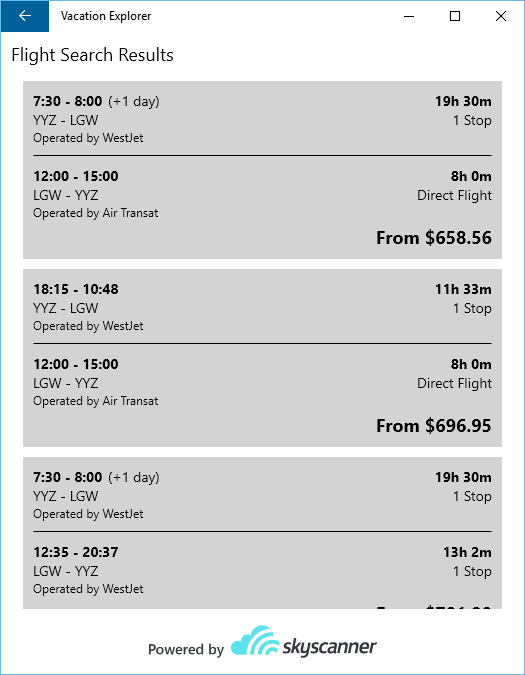 Vacation Explorer
Flight Search Results
7:30 - 8:00 (+1 day) 19h 30m
YYZ - LGW 1 Stop
Operated by WestJet
12:00 - 15:00 8h 0m
LGW - YYZ Direct Flight
Operated by Air Transat
From $658.56
18:15 - 10:48 11h 33m
YYZ - LGW 1 Stop
Operated by WestJet
12:00 - 15:00 8h 0m
LGW - YYZ Direct Flight
Operated by Air Transat
From $696.95
7:30 - 8:00 (+1 day) 19h 30m
YYZ - LGW 1 Stop
Operated by WestJet
12:35 - 20:37 13h 2m
LGW - YYZ 1 Stop
Operated by WestJet
Powered by skyscanner